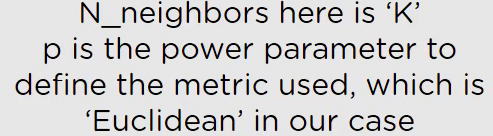 N_neighbors here is ‘K’
p is the power parameter to
define the metric used, which is
‘Euclidean’ in our case